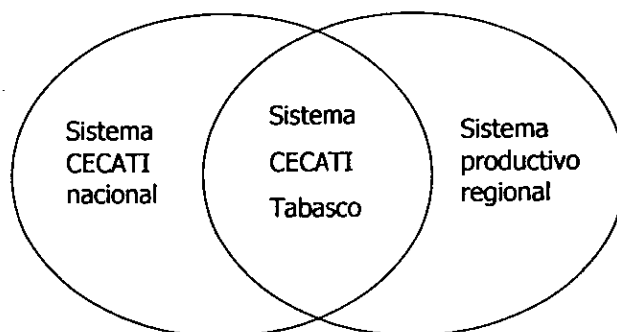 Sistema
CECATI
nacional
Sistema
CECATI
Tabasco
Sistema
productivo
regional